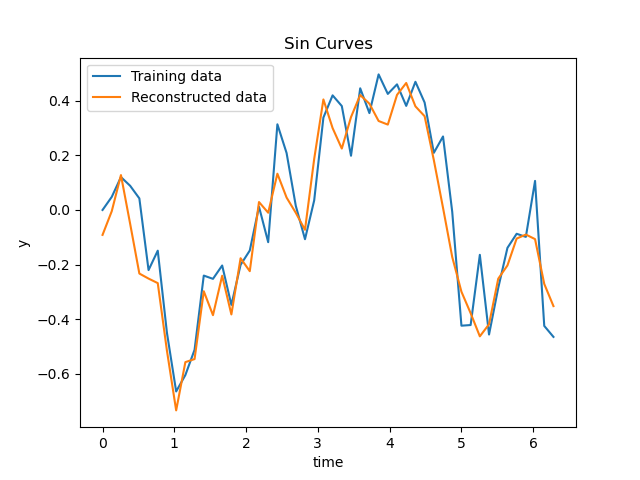 Sin Curves
Training data
Reconstructed data
y
0.4
0.2
0.0
−0.2
−0.4
−0.6
0 1 2 3 4 5 6
time